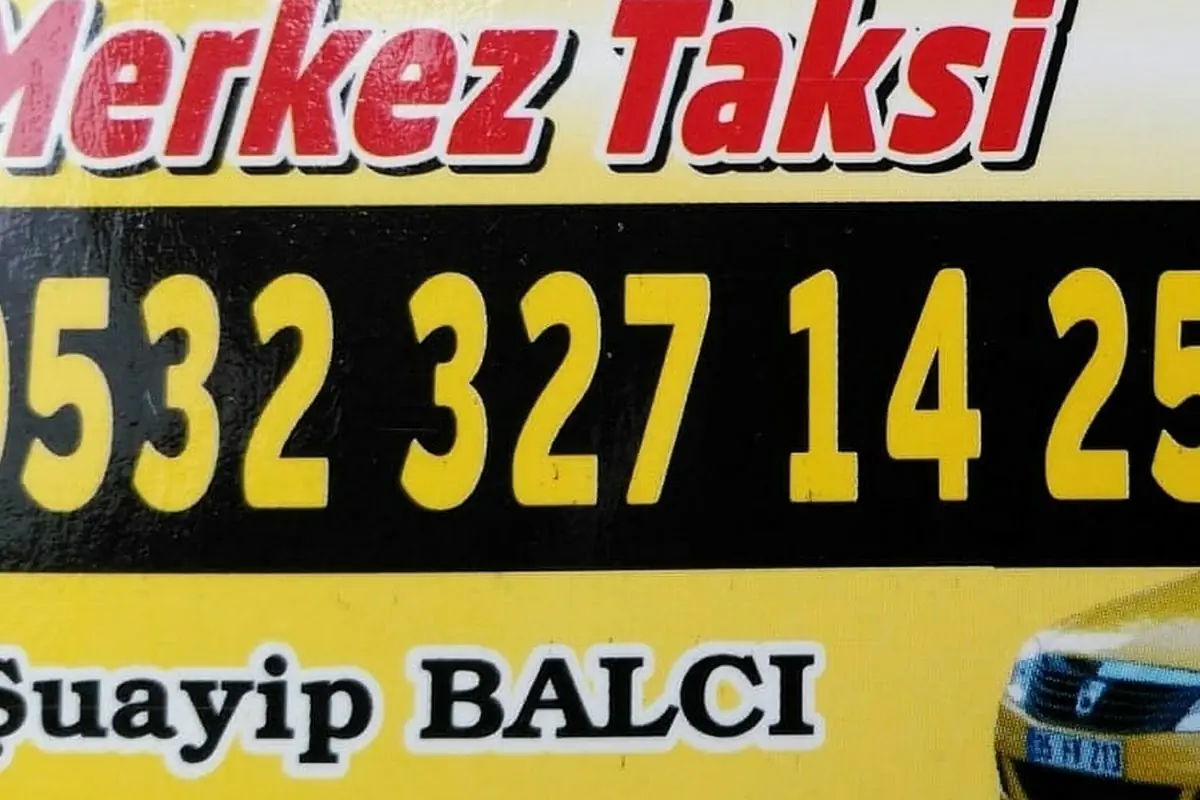 Merkez Taksi
0532 327 14 25
Şuayip BALCI